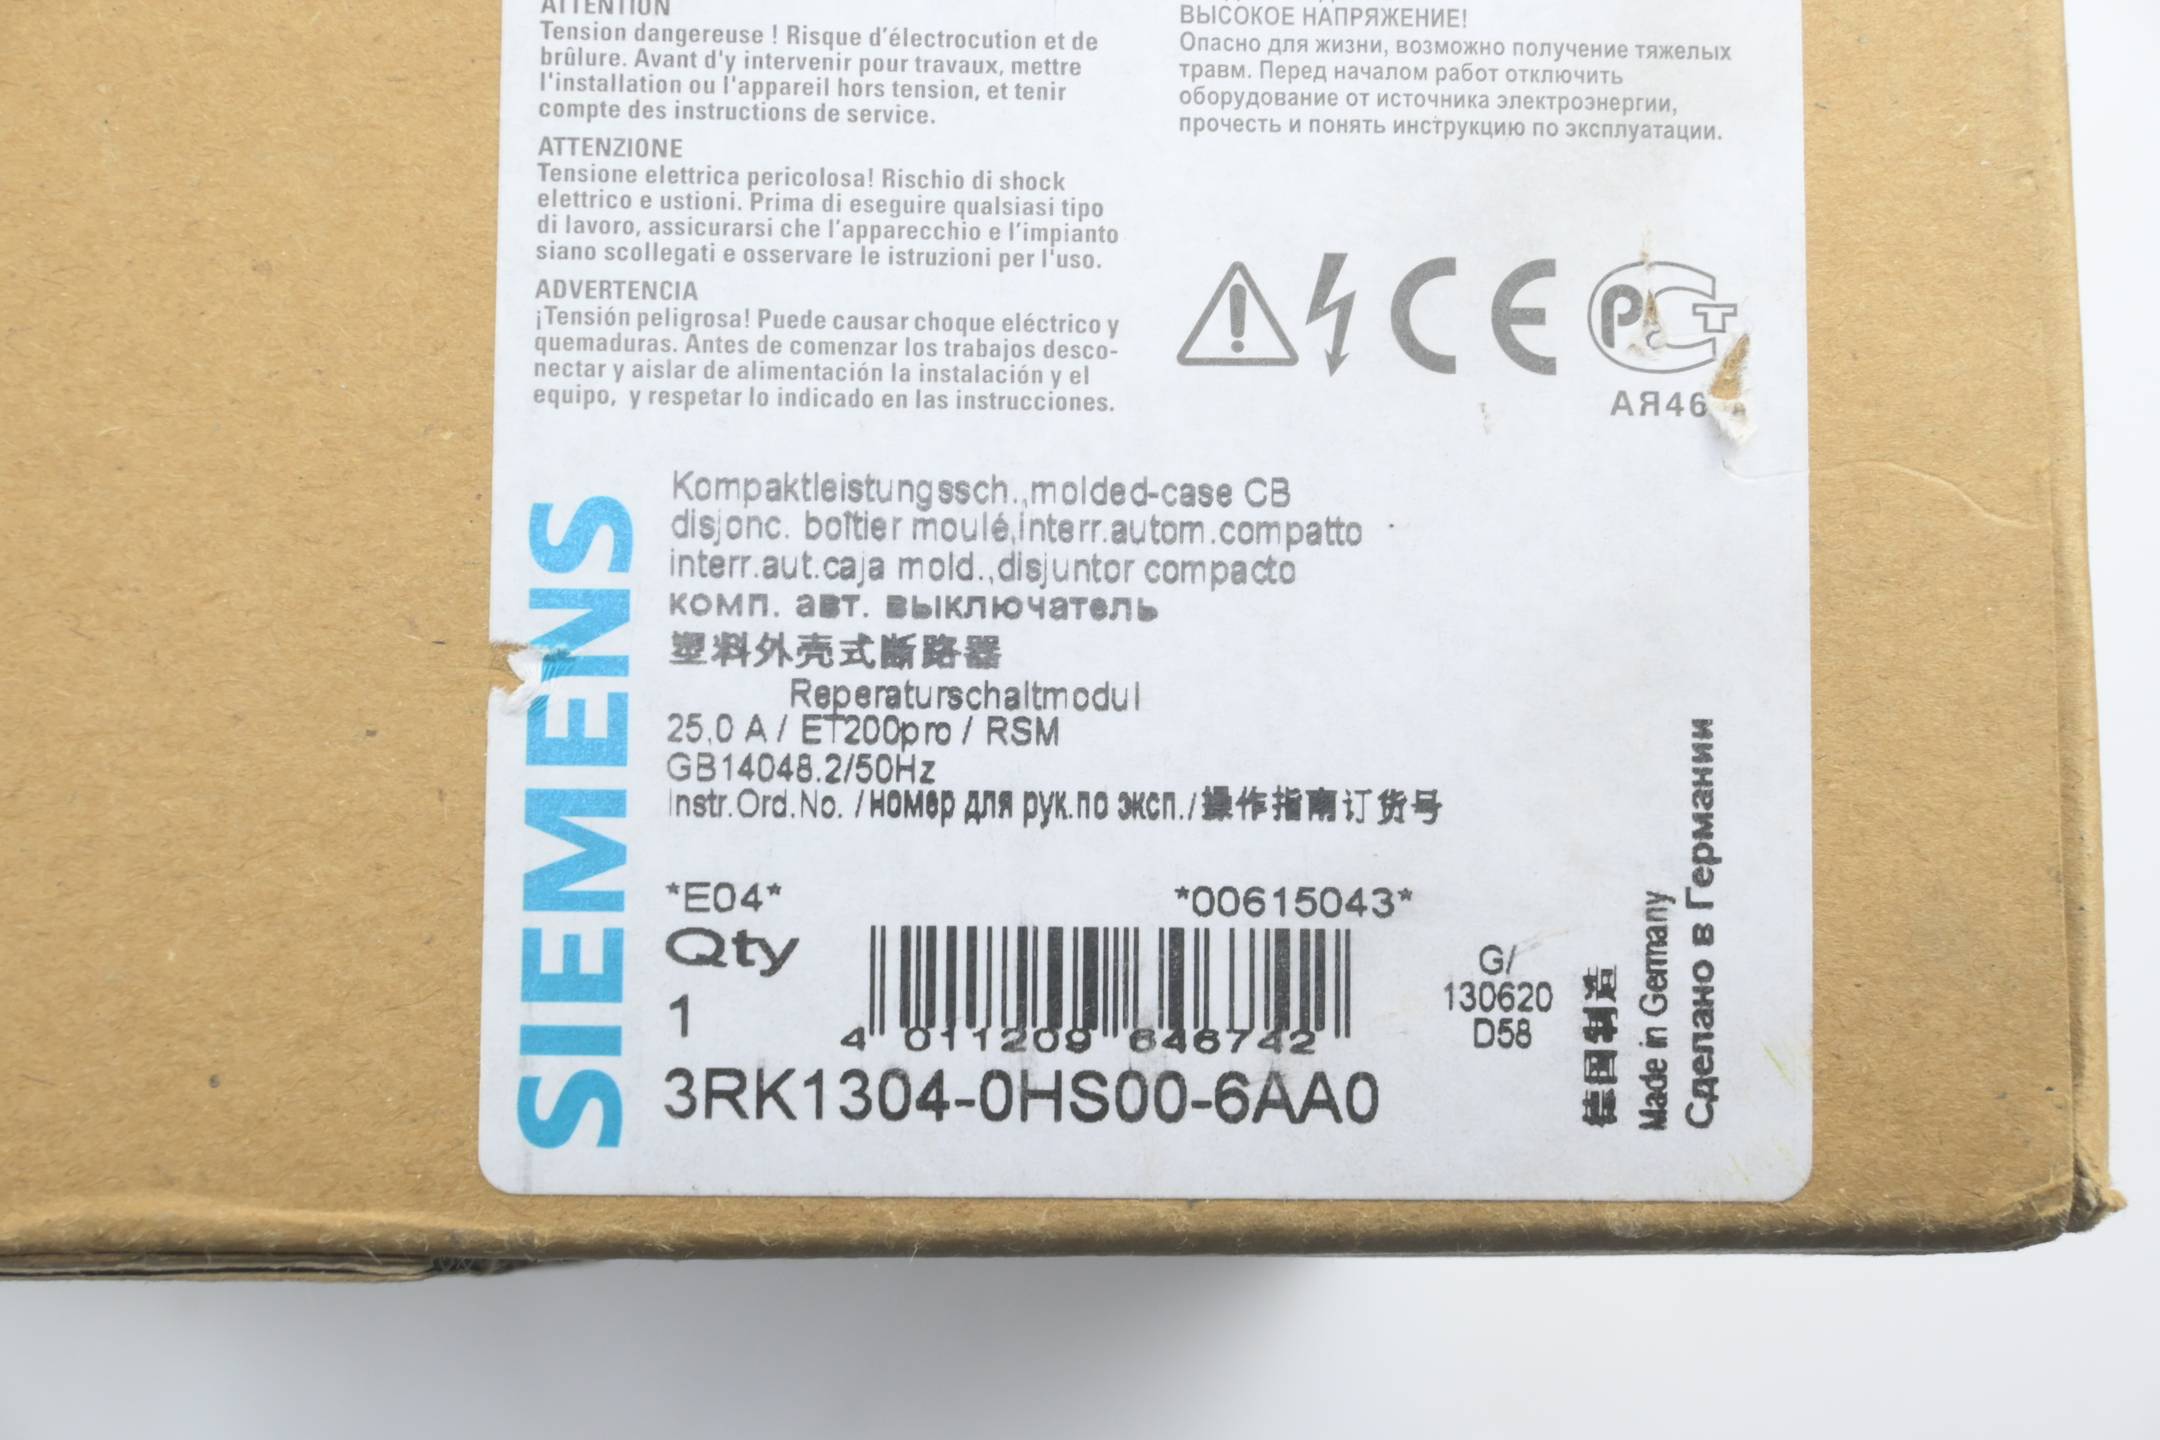 ATTENTION
Tension dangereuse ! Risque d'électrocution et de
brûlure. Avant d'y intervenir pour travaux, mettre
l'installation ou l'appareil hors tension, et tenir
compte des instructions de service.
ATTENZIONE
Tensione elettrica pericolosa! Rischio di shock
elettrico e ustioni. Prima di eseguire qualsiasi tipo
di lavoro, assicurarsi che l'apparecchio e l'impianto
siano scollegati e osservare le istruzioni per l'uso.
ADVERTENCIA
¡Tensión peligrosa! Puede causar choque eléctrico y
quemaduras. Antes de comenzar los trabajos desco-
nectar y aislar de alimentación la instalación y el
equipo, y respetar lo indicado en las instrucciones.
ВЫСОКОЕ НАПРЯЖЕНИЕ!
Опасно для жизни, возможно получение тяжелых
травм. Перед началом работ отключить
оборудование от источника электроэнергии,
прочесть и понять инструкцию по эксплуатации.
CE
АЯ46
SIEMENS
Kompaktleistungssch.,molded-case CB
disjonc. boîtier moulé,interr.autom.compatto
interr.aut.caja mold.,disjuntor compacto
комп. авт. выключатель
塑料外壳式断路器
Reperaturschaltmodul
25,0 A / ET200pro / RSM
GB14048.2/50Hz
Instr.Ord.No. /номер для рук.по эксп./操作指南订货号
*E04*
*00615043*
Qty
1
4 011209 646742
G/
130620
D58
3RK1304-0HS00-6AA0
德国制造
Made in Germany
Сделано в Германии